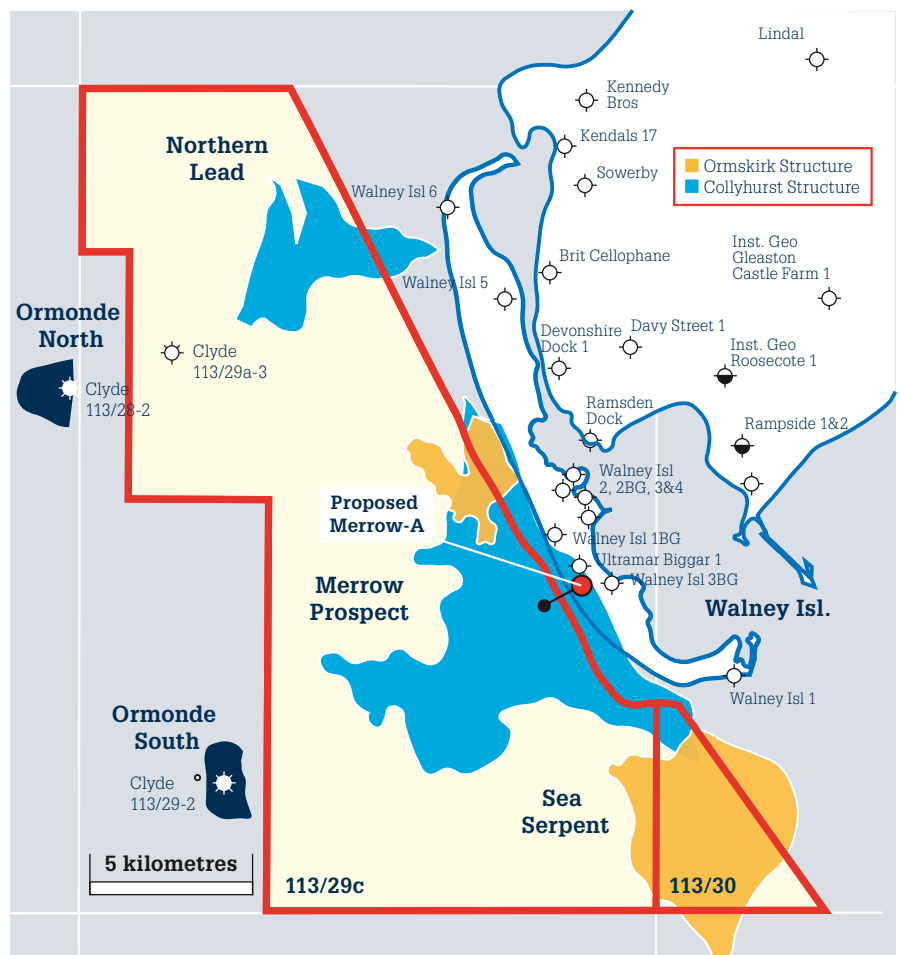 Lindal
Kennedy
Bros
Kendals 17
Northern
Lead
Ormskirk Structure
Collyhurst Structure
Sowerby
Walney Isl 6
Inst. Geo
Gleaston
Castle Farm 1
Brit Cellophane
Walney Isl 5
Ormonde
North
Devonshire
Dock 1
Davy Street 1
Inst. Geo
Roosecote 1
Clyde
113/29a-3
Clyde
113/28-2
Ramsden
Dock
Rampside 1&2
Walney Isl
2, 2BG, 3&4
Proposed
Merrow-A
Walney Isl 1BG
Ultramar Biggar 1
Walney Isl 3BG
Merrow
Prospect
Walney Isl.
Walney Isl 1
Ormonde
South
Clyde
113/29-2
Sea
Serpent
5 kilometres
113/29c
113/30